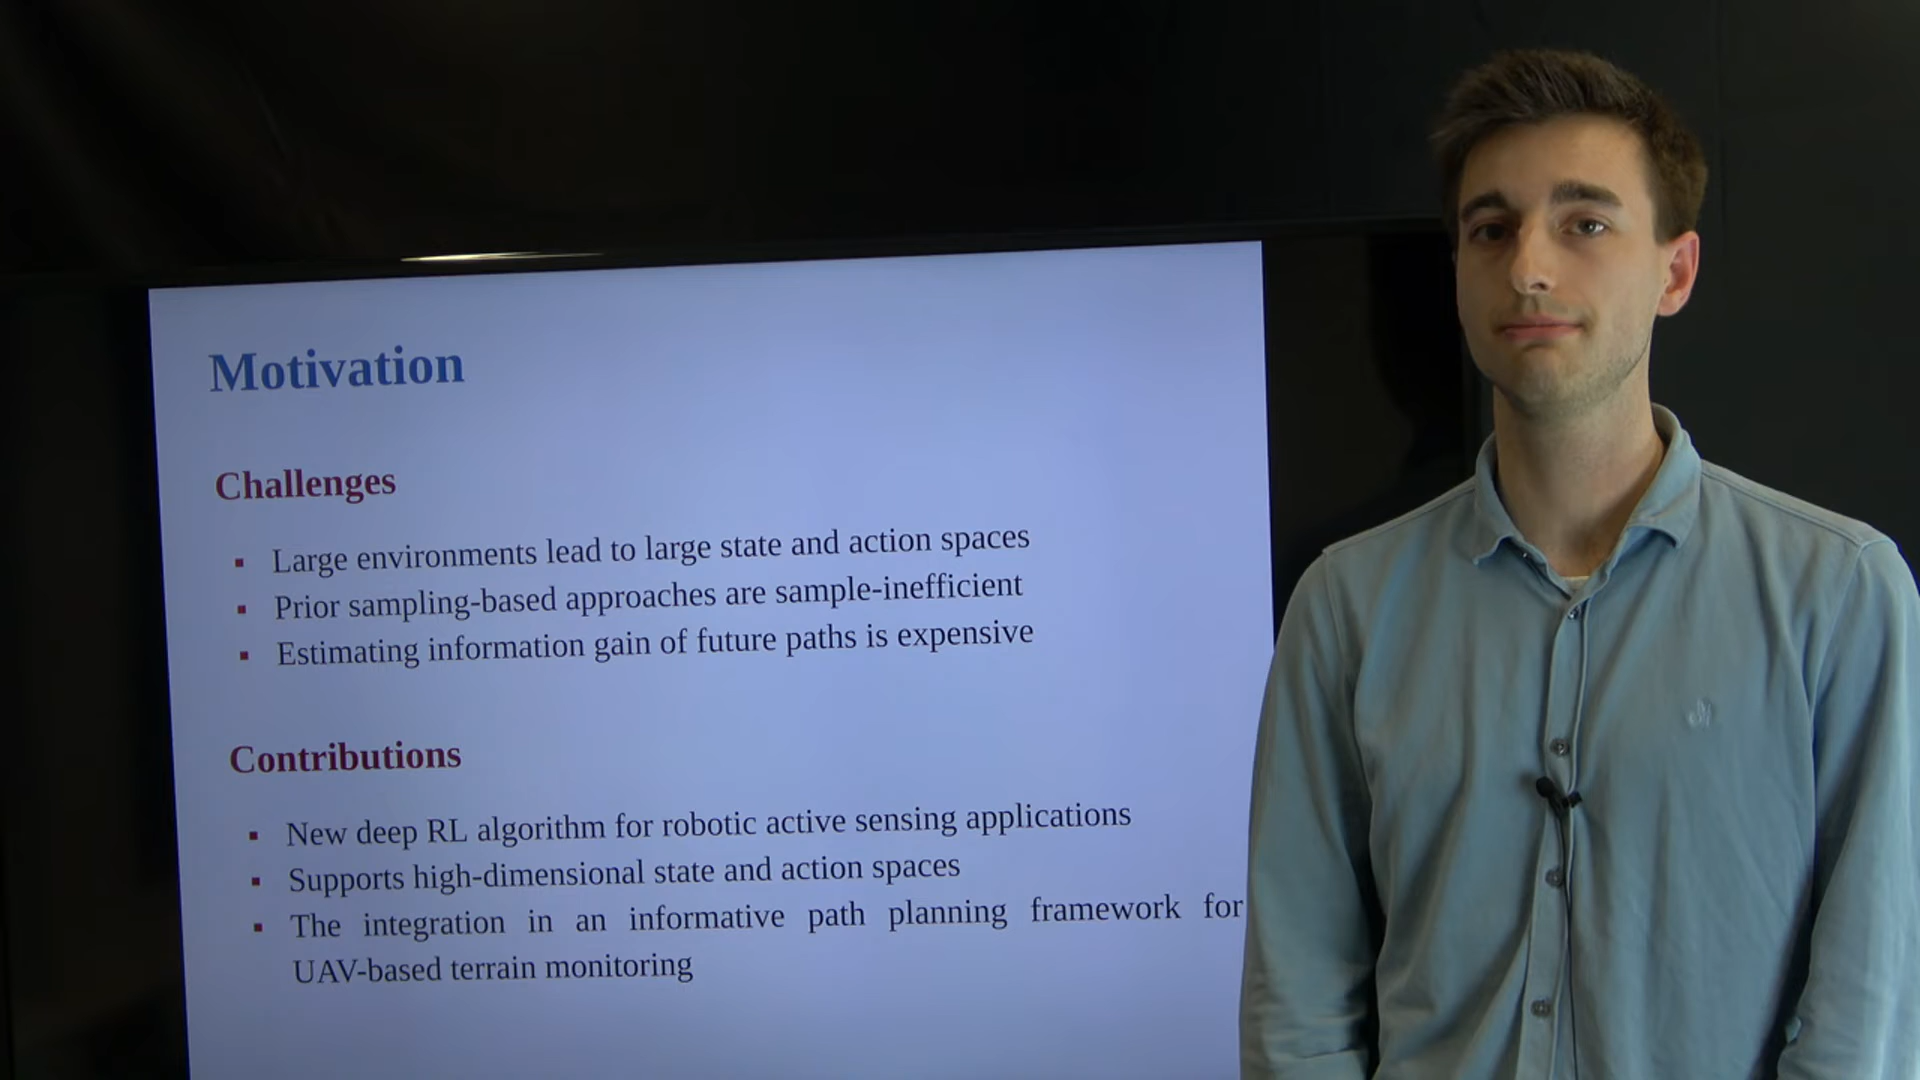 Motivation
Challenges
Large environments lead to large state and action spaces
Prior sampling-based approaches are sample-inefficient
Estimating information gain of future paths is expensive
Contributions
New deep RL algorithm for robotic active sensing applications
Supports high-dimensional state and action spaces
The integration in an informative path planning framework for
UAV-based terrain monitoring